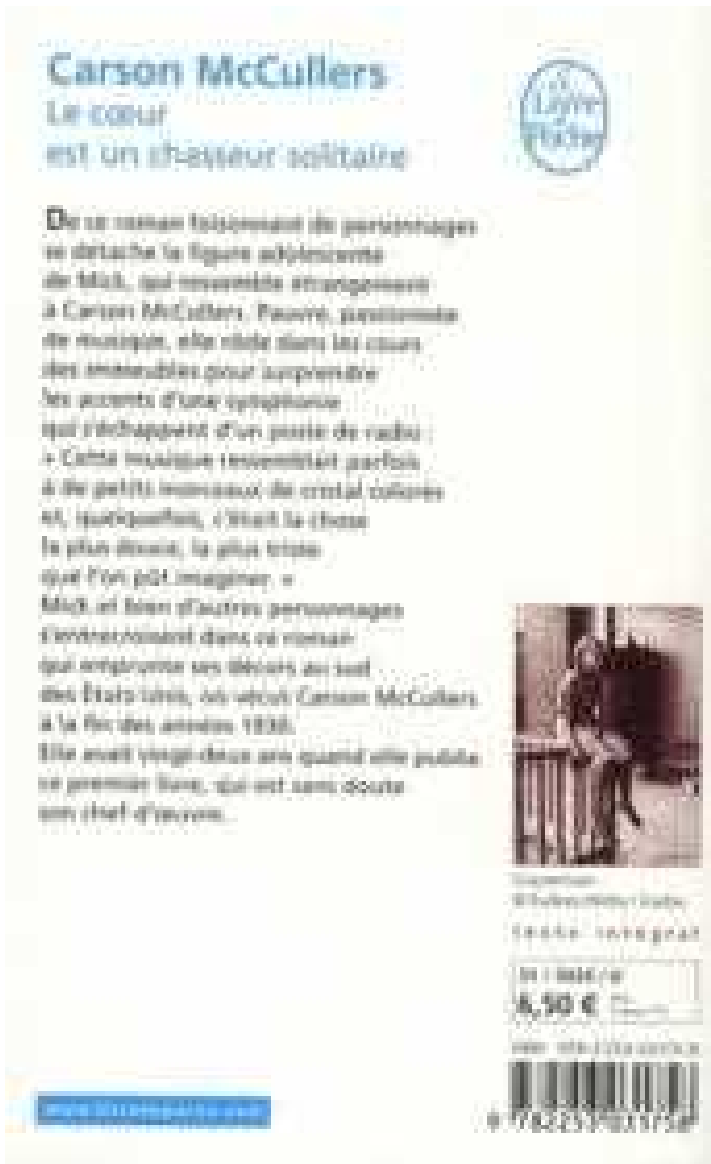 Carson McCullers
Le cœur
est un chasseur solitaire
Le
Livre
Poche
De ce roman foisonnant de personnages
se détache la figure adolescente
de Mick, qui ressemble étrangement
à Carson McCullers. Pauvre, passionnée
de musique, elle rôde dans les cours
des immeubles pour surprendre
les accents d'une symphonie
qui s'échappent d'un poste de radio :
« Cette musique ressemblait parfois
à de petits morceaux de cristal colorés
et, quelquefois, c'était la chose
la plus douce, la plus triste
que l'on pût imaginer. »
Mick et bien d'autres personnages
s'entrecroisent dans ce roman
qui emprunte ses décors au sud
des États-Unis, où vécut Carson McCullers
à la fin des années 1930.
Elle avait vingt-deux ans quand elle publia
ce premier livre, qui est sans doute
son chef-d'œuvre.
Couverture :
texte intégral
6,50 €